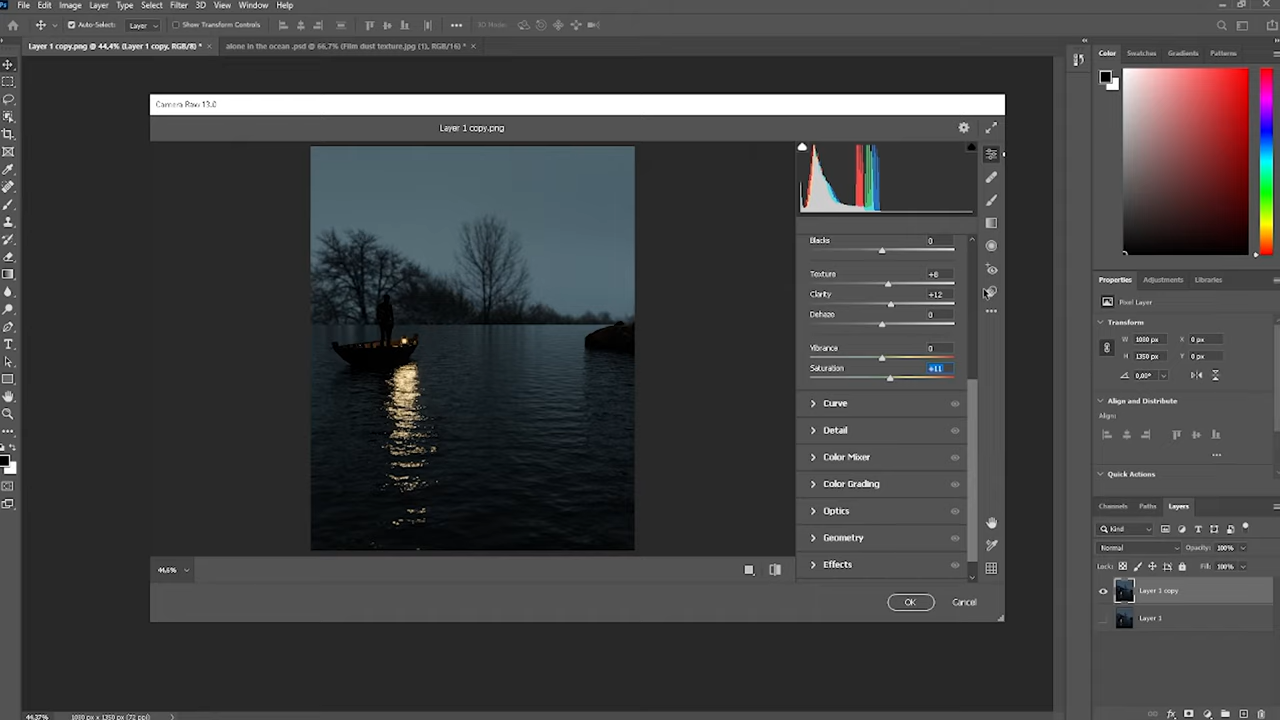 File Edit Image Layer Type Select Filter 3D View Window Help
Auto-Select: Layer Show Transform Controls 3D Mode:
Layer 1 copy.png @ 44,4% (Layer 1 copy, RGB/8) *
alone in the ocean .psd @ 66,7% (Film dust texture.jpg (1), RGB/16) *
Color Swatches Gradients Patterns
Camera Raw 13.0
Layer 1 copy.png
Blacks 0
Texture +8
Clarity +12
Dehaze 0
Vibrance 0
Saturation +11
Curve
Detail
Color Mixer
Color Grading
Optics
Geometry
Effects
44.6%
OK Cancel
Properties Adjustments Libraries
Pixel Layer
Transform
W: 1080 px X: 0 px
H: 1350 px Y: 0 px
0,00°
Align and Distribute
Align:
Quick Actions
Channels Paths Layers
Kind
Normal Opacity: 100%
Lock: Fill: 100%
Layer 1 copy
Layer 1
44,37% 1080 px x 1350 px (72 ppi)